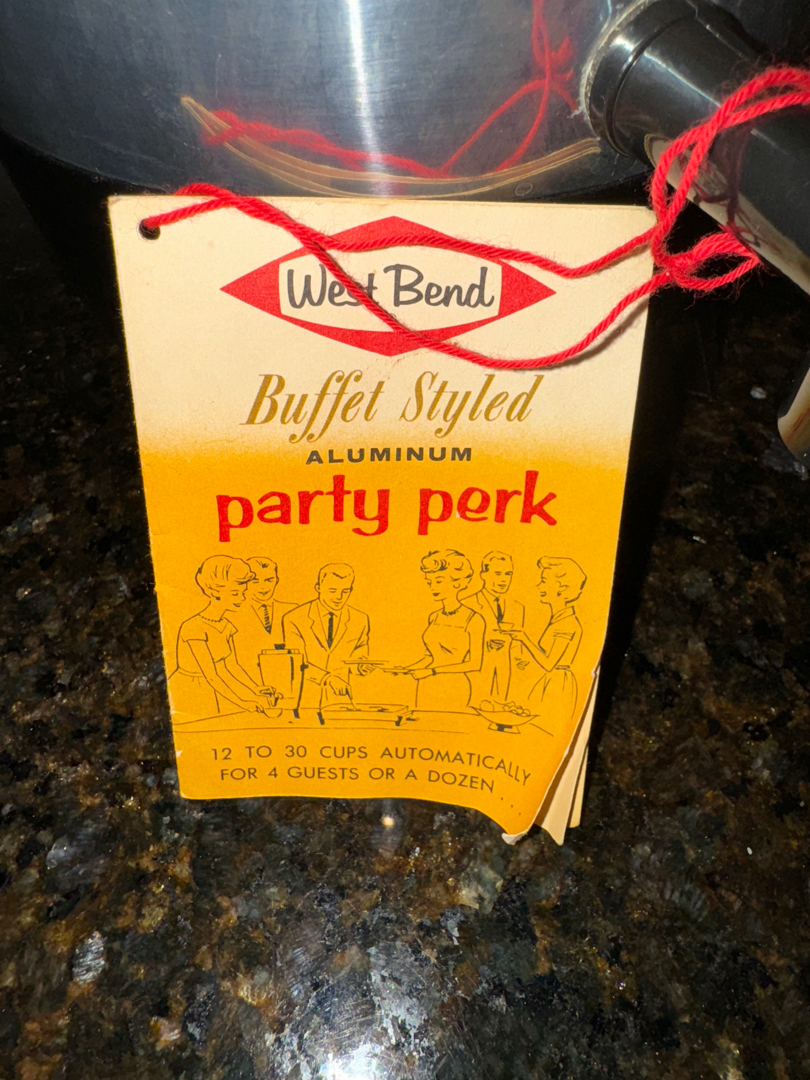 West Bend
Buffet Styled
ALUMINUM
party perk
12 TO 30 CUPS AUTOMATICALLY
FOR 4 GUESTS OR A DOZEN ...